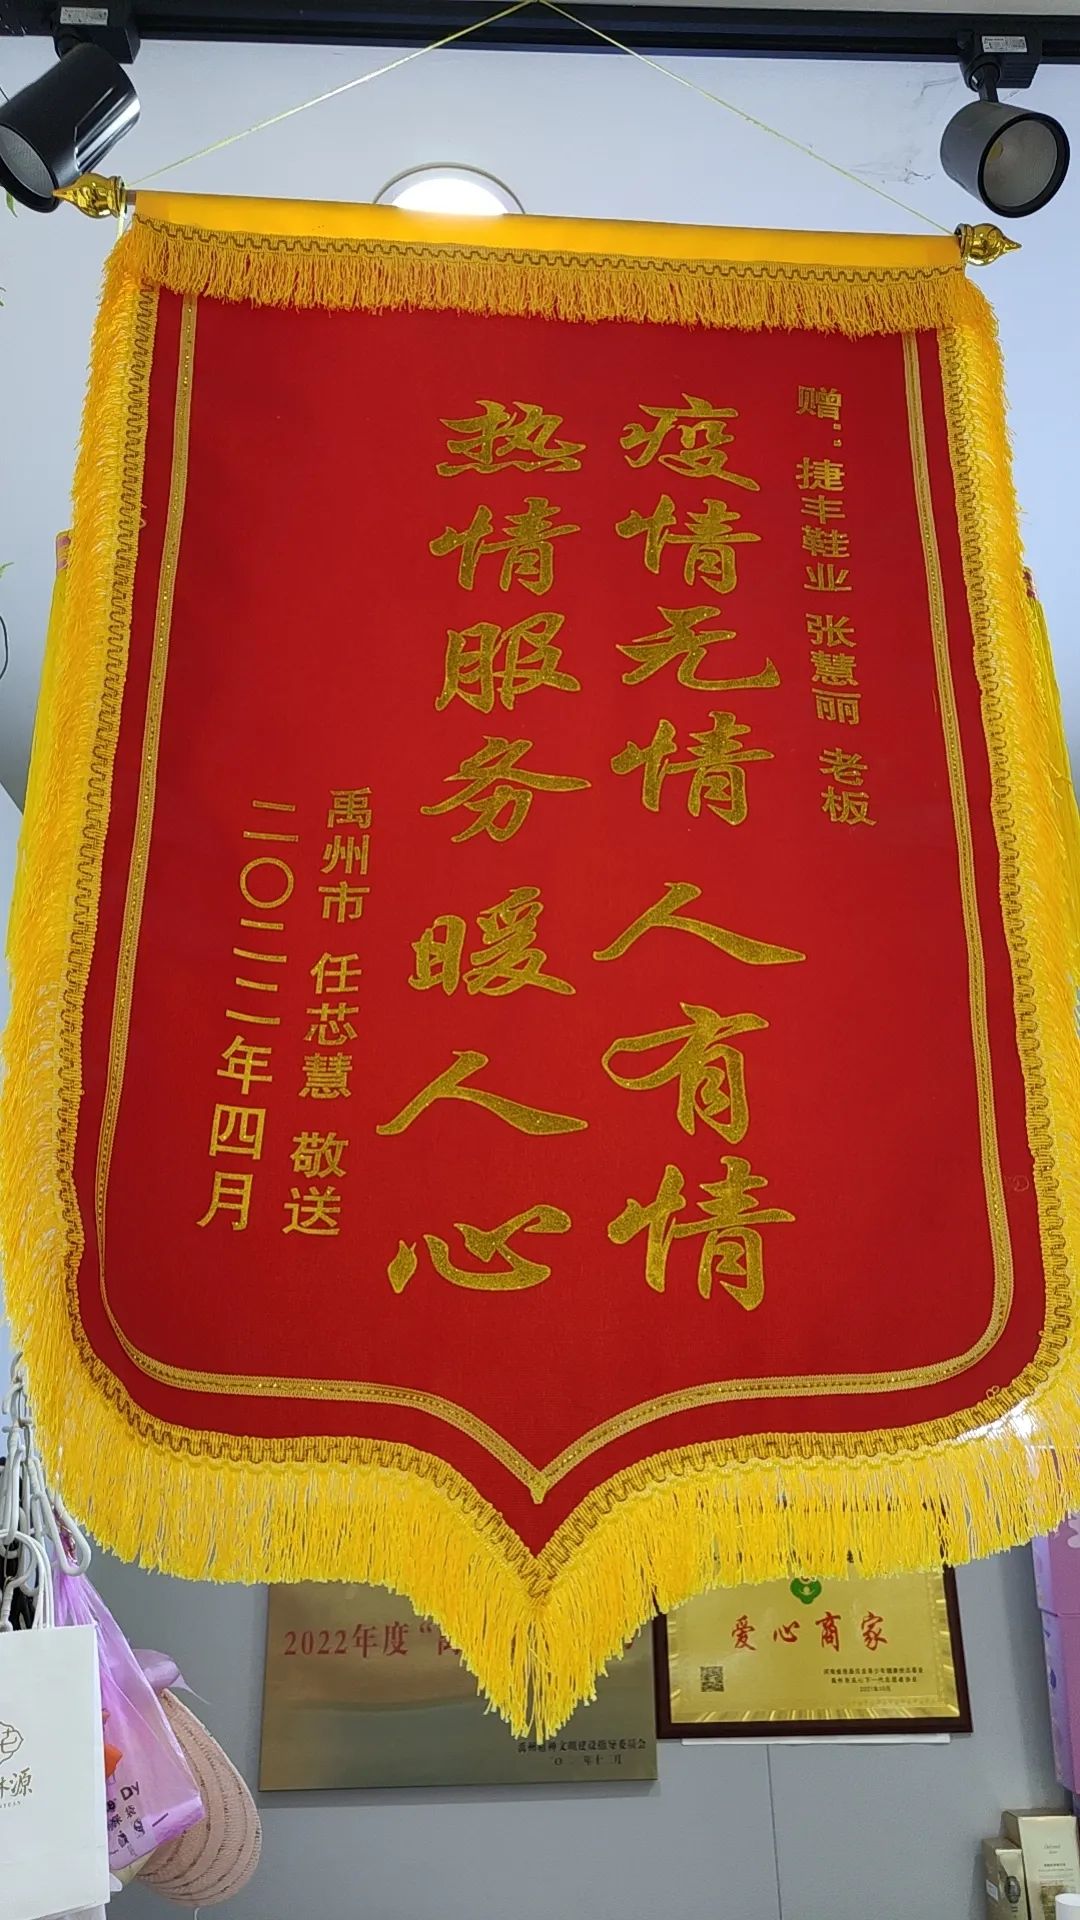 赠：捷丰鞋业 张慧丽 老板
疫情无情 人有情
热情服务 暖人心
禹州市 任芯慧 敬送
二〇二二年四月
2022年度“
爱心商家